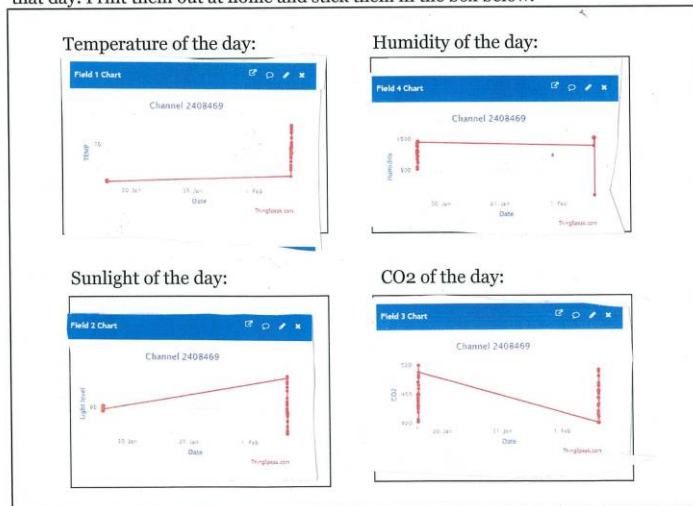 that day. Print them out at home and stick them in the box below.
Temperature of the day:
Field 1 Chart
Channel 2408469
TEMP
Date
ThingSpeak.com
Humidity of the day:
Field 4 Chart
Channel 2408469
Humidity
Date
ThingSpeak.com
Sunlight of the day:
Field 2 Chart
Channel 2408469
Light level
Date
ThingSpeak.com
CO2 of the day:
Field 3 Chart
Channel 2408469
CO2
Date
ThingSpeak.com